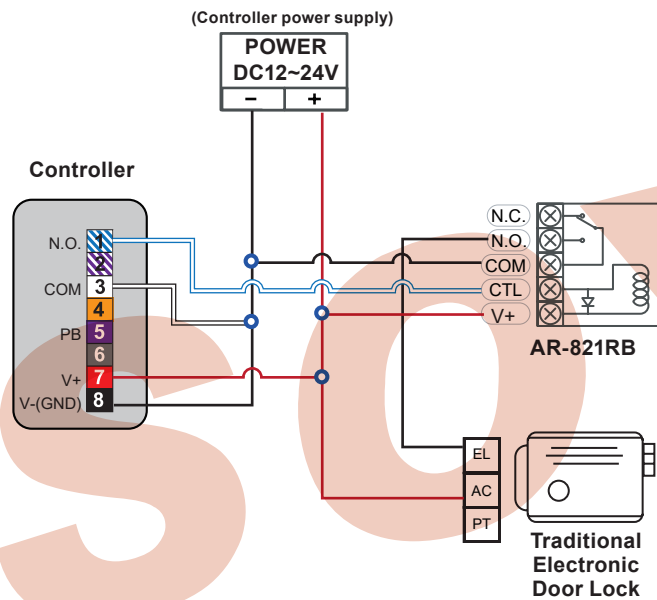 (Controller power supply)
POWER
DC12~24V
− +
Controller
N.O. 1
2
COM 3
4
PB 5
6
V+ 7
V-(GND) 8
N.C.
N.O.
COM
CTL
V+
AR-821RB
EL
AC
PT
Traditional
Electronic
Door Lock